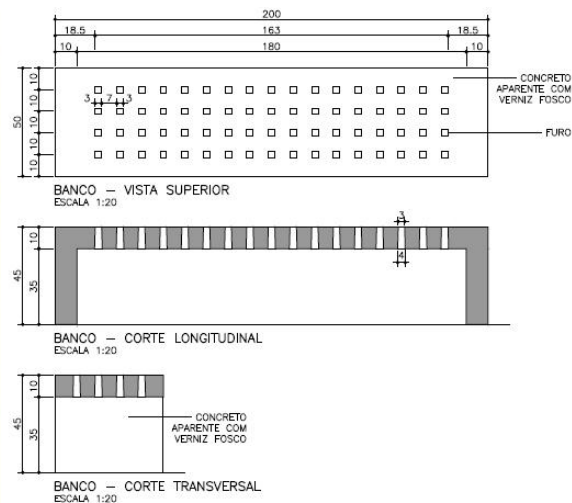 200
18.5 163 18.5
10 180 10
10
10
50
10
10
10
3 7 3
CONCRETO
APARENTE COM
VERNIZ FOSCO
FURO
BANCO – VISTA SUPERIOR
ESCALA 1:20
3
10
45
35
4
BANCO – CORTE LONGITUDINAL
ESCALA 1:20
10
45
35
CONCRETO
APARENTE COM
VERNIZ FOSCO
BANCO – CORTE TRANSVERSAL
ESCALA 1:20